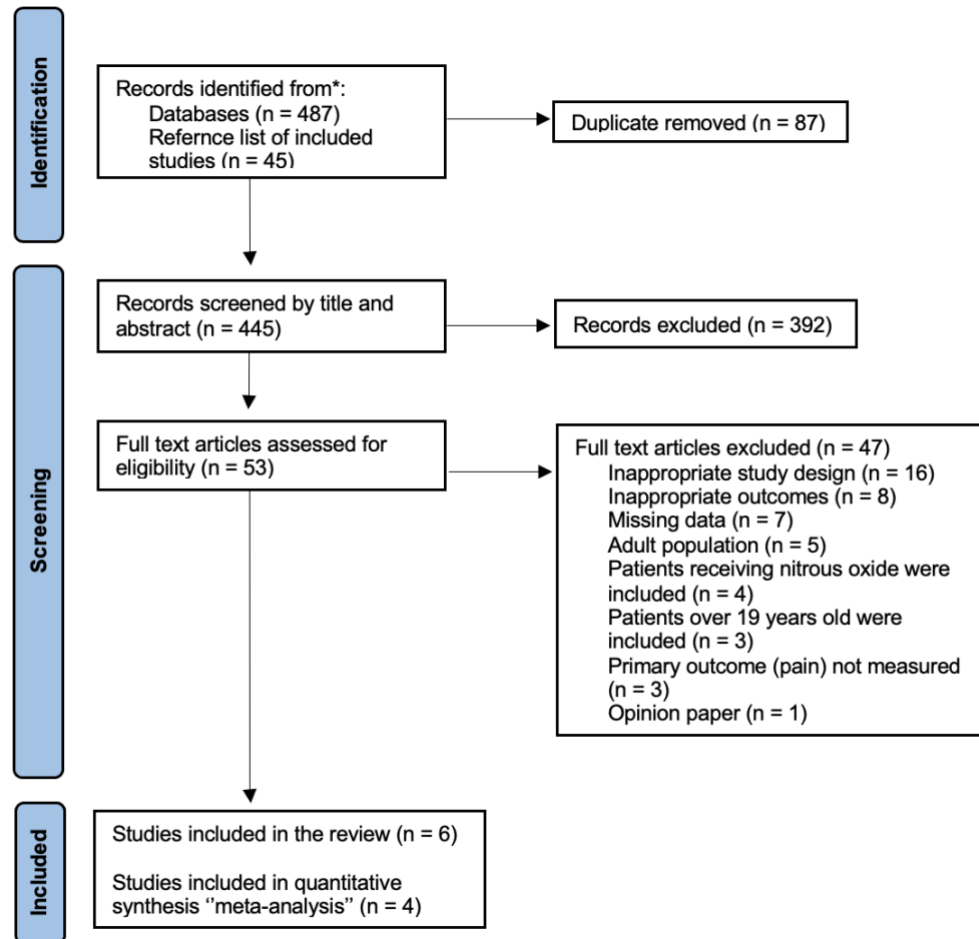 Identification
Records identified from*:
Databases (n = 487)
Refernce list of included
studies (n = 45)
Duplicate removed (n = 87)
Screening
Records screened by title and
abstract (n = 445)
Records excluded (n = 392)
Full text articles assessed for
eligibility (n = 53)
Full text articles excluded (n = 47)
Inappropriate study design (n = 16)
Inappropriate outcomes (n = 8)
Missing data (n = 7)
Adult population (n = 5)
Patients receiving nitrous oxide were
included (n = 4)
Patients over 19 years old were
included (n = 3)
Primary outcome (pain) not measured
(n = 3)
Opinion paper (n = 1)
Included
Studies included in the review (n = 6)
Studies included in quantitative
synthesis ‘’meta-analysis’’ (n = 4)